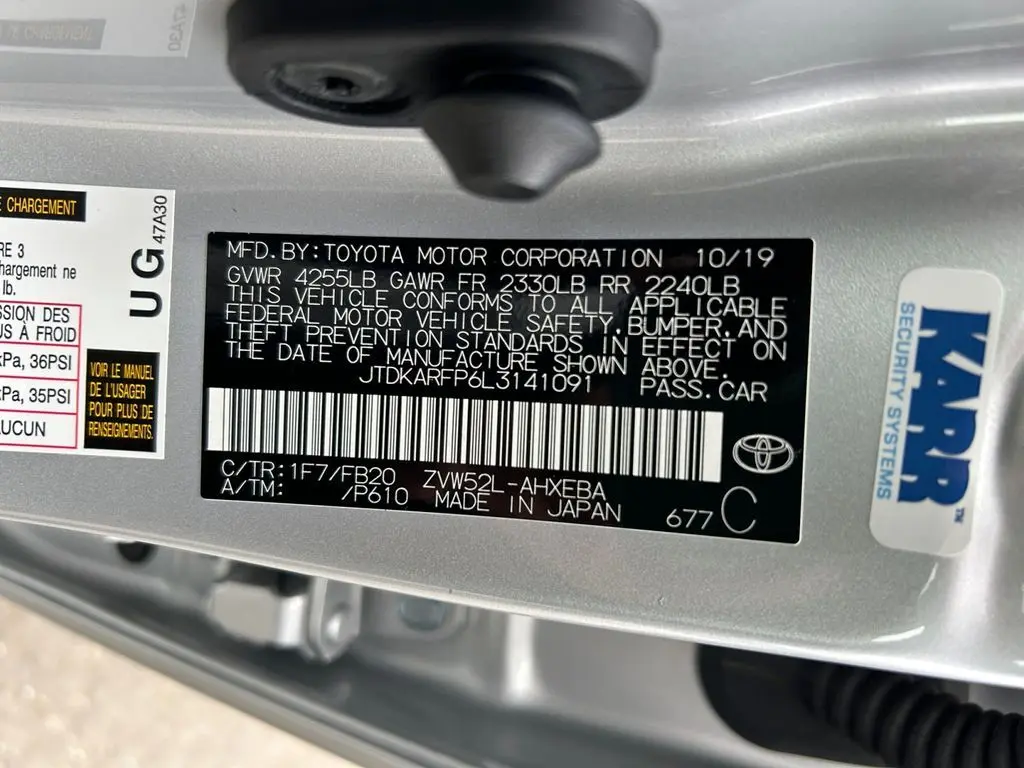 47A30
E CHARGEMENT
UG 47A30
RE 3
hargement ne
lb.
SSION DES
US À FROID
kPa, 36PSI
kPa, 35PSI
AUCUN
VOIR LE MANUEL
DE L'USAGER
POUR PLUS DE
RENSEIGNEMENTS.
MFD.BY:TOYOTA MOTOR CORPORATION 10/19
GVWR 4255LB GAWR FR 2330LB RR 2240LB
THIS VEHICLE CONFORMS TO ALL APPLICABLE
FEDERAL MOTOR VEHICLE SAFETY,BUMPER,AND
THEFT PREVENTION STANDARDS IN EFFECT ON
THE DATE OF MANUFACTURE SHOWN ABOVE.
JTDKARFP6L3141091 PASS.CAR
C/TR:1F7/FB20 ZVW52L-AHXEBA
A/TM: /P610 MADE IN JAPAN 677 C
KARR™
SECURITY SYSTEMS